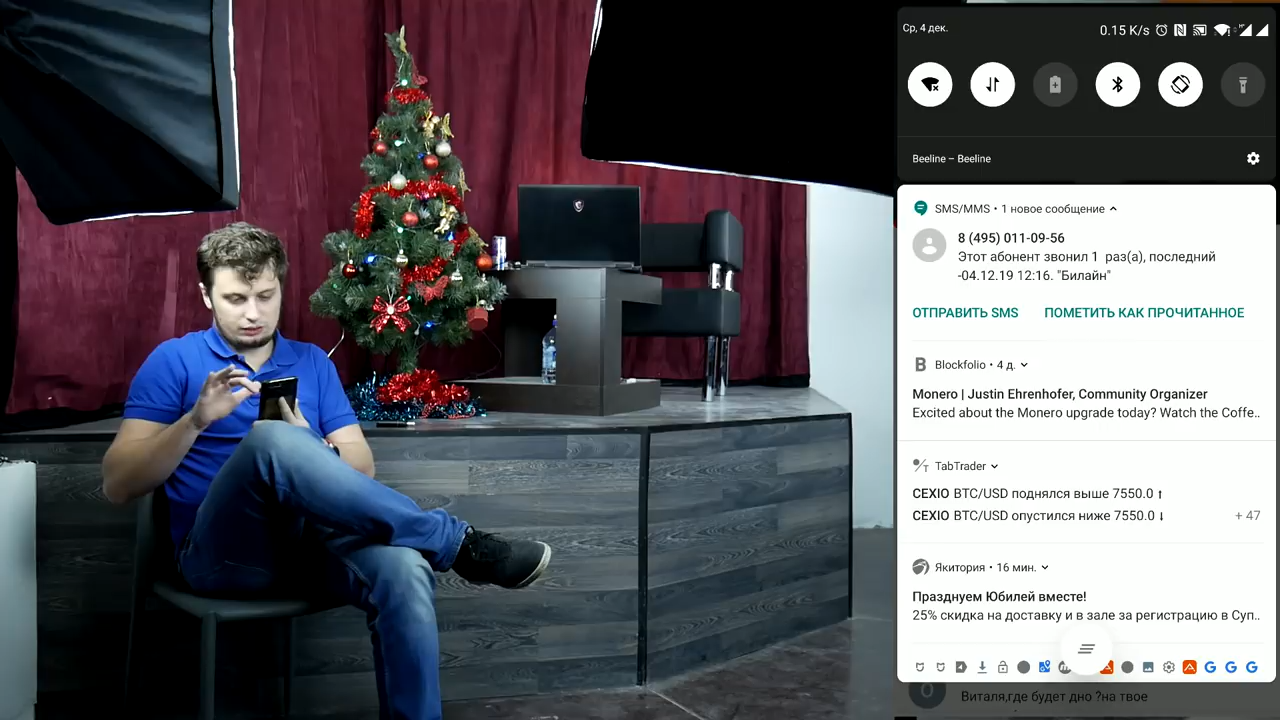 Ср, 4 дек.
0.15 K/s
Beeline – Beeline
SMS/MMS • 1 новое сообщение
8 (495) 011-09-56
Этот абонент звонил 1 раз(а), последний
-04.12.19 12:16. "Билайн"
ОТПРАВИТЬ SMS ПОМЕТИТЬ КАК ПРОЧИТАННОЕ
Blockfolio • 4 д.
Monero | Justin Ehrenhofer, Community Organizer
Excited about the Monero upgrade today? Watch the Coffe..
TabTrader
CEXIO BTC/USD поднялся выше 7550.0 ↑
CEXIO BTC/USD опустился ниже 7550.0 ↓ + 47
Якитория • 16 мин.
Празднуем Юбилей вместе!
25% скидка на доставку и в зале за регистрацию в Суп..
Виталя,где будет дно ?на твое